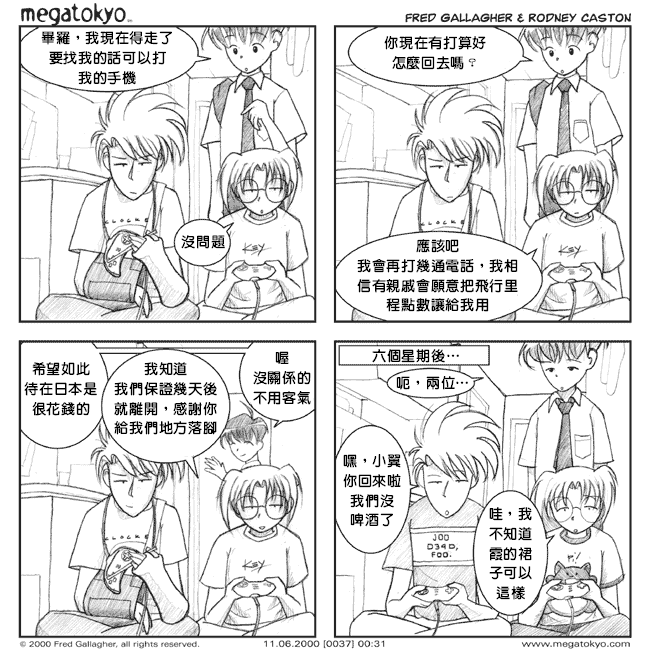 megatokyo
FRED GALLAGHER & RODNEY CASTON
畢羅，我現在得走了
要找我的話可以打
我的手機
沒問題
CLOCKE
KEY
你現在有打算好
怎麼回去嗎？
應該吧
我會再打幾通電話，我相
信有親戚會願意把飛行里
程點數讓給我用
CLOCKE
KEY
希望如此
待在日本是
很花錢的
我知道
我們保證幾天後
就離開，感謝你
給我們地方落腳
喔
沒關係的
不用客氣
CLOCKE
KEY
六個星期後…
呃，兩位…
嘿，小翼
你回來啦
我們沒
啤酒了
哇，我
不知道
霞的裙
子可以
這樣
J00
D34D,
FOO.
© 2000 Fred Gallagher, all rights reserved.
11.06.2000 [0037] 00:31
www.megatokyo.com